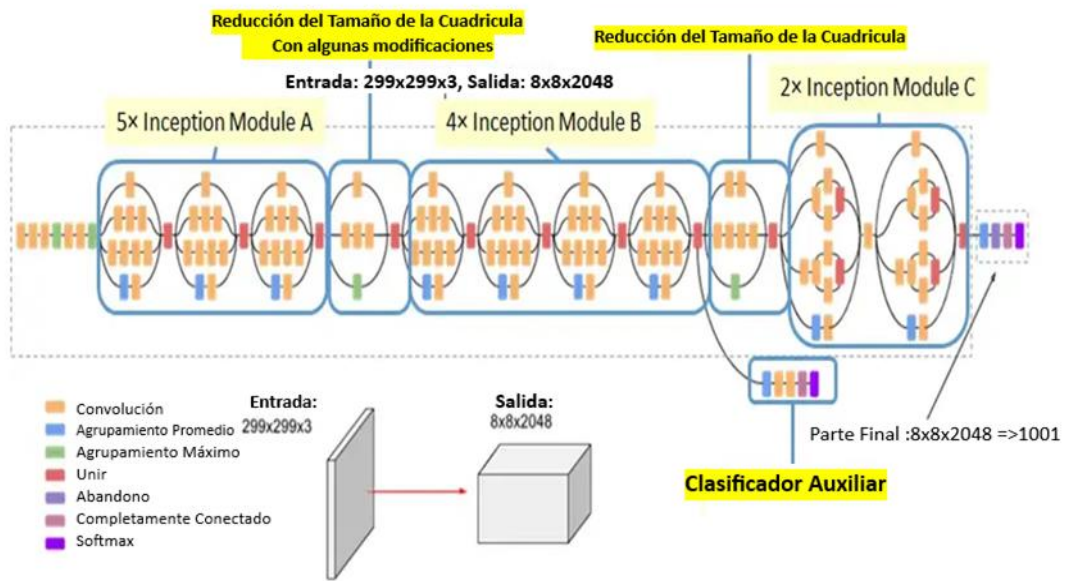 Reducción del Tamaño de la Cuadricula
Con algunas modificaciones
Reducción del Tamaño de la Cuadricula
Entrada: 299x299x3, Salida: 8x8x2048
5× Inception Module A
4× Inception Module B
2× Inception Module C
Convolución
Agrupamiento Promedio
Agrupamiento Máximo
Unir
Abandono
Completamente Conectado
Softmax
Entrada:
299x299x3
Salida:
8x8x2048
Parte Final :8x8x2048 =>1001
Clasificador Auxiliar